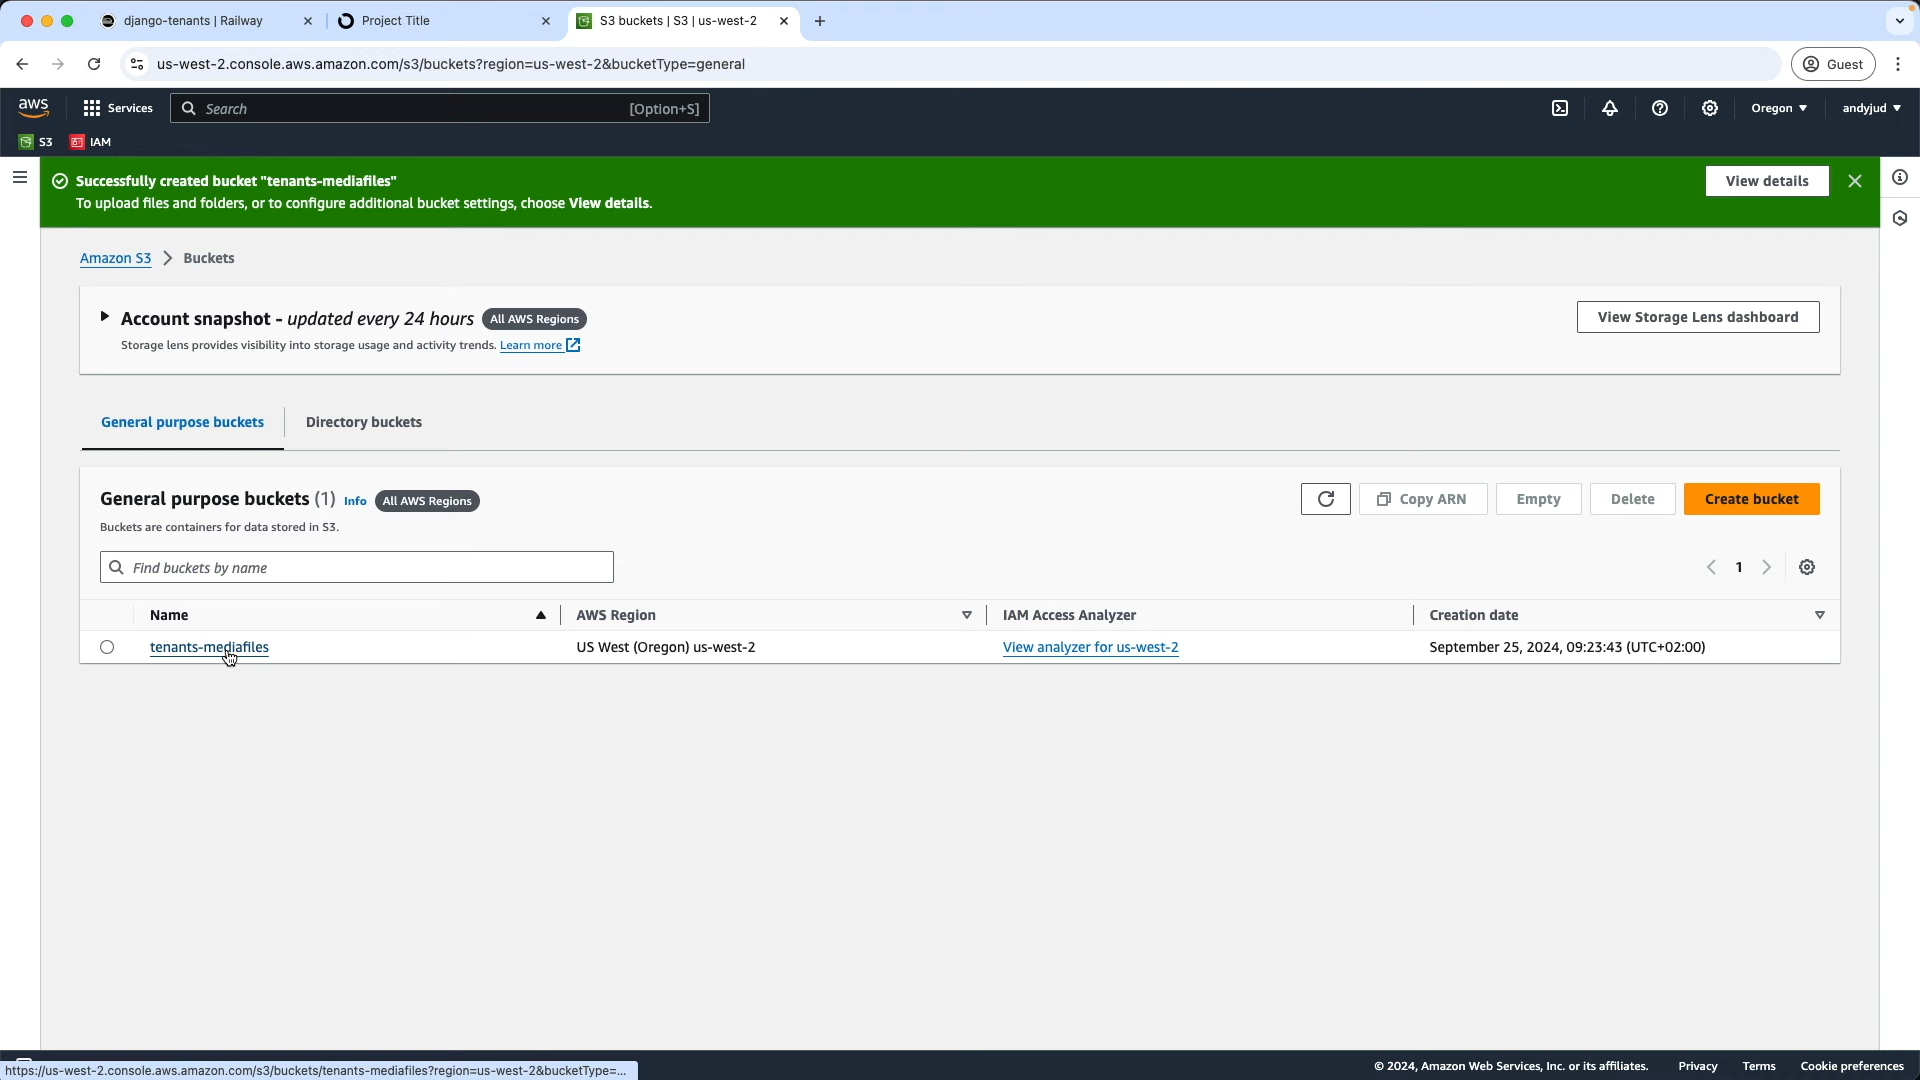 django-tenants | Railway
Project Title
S3 buckets | S3 | us-west-2
us-west-2.console.aws.amazon.com/s3/buckets?region=us-west-2&bucketType=general
Guest
aws
Services
Search
[Option+S]
Oregon
andyjud
S3
IAM
Successfully created bucket "tenants-mediafiles"
To upload files and folders, or to configure additional bucket settings, choose View details.
View details
Amazon S3 > Buckets
Account snapshot - updated every 24 hours
All AWS Regions
View Storage Lens dashboard
Storage lens provides visibility into storage usage and activity trends. Learn more
General purpose buckets
Directory buckets
General purpose buckets (1) Info
All AWS Regions
Copy ARN
Empty
Delete
Create bucket
Buckets are containers for data stored in S3.
Find buckets by name
1
Name
AWS Region
IAM Access Analyzer
Creation date
tenants-mediafiles
US West (Oregon) us-west-2
View analyzer for us-west-2
September 25, 2024, 09:23:43 (UTC+02:00)
https://us-west-2.console.aws.amazon.com/s3/buckets/tenants-mediafiles?region=us-west-2&bucketType=...
© 2024, Amazon Web Services, Inc. or its affiliates.
Privacy
Terms
Cookie preferences